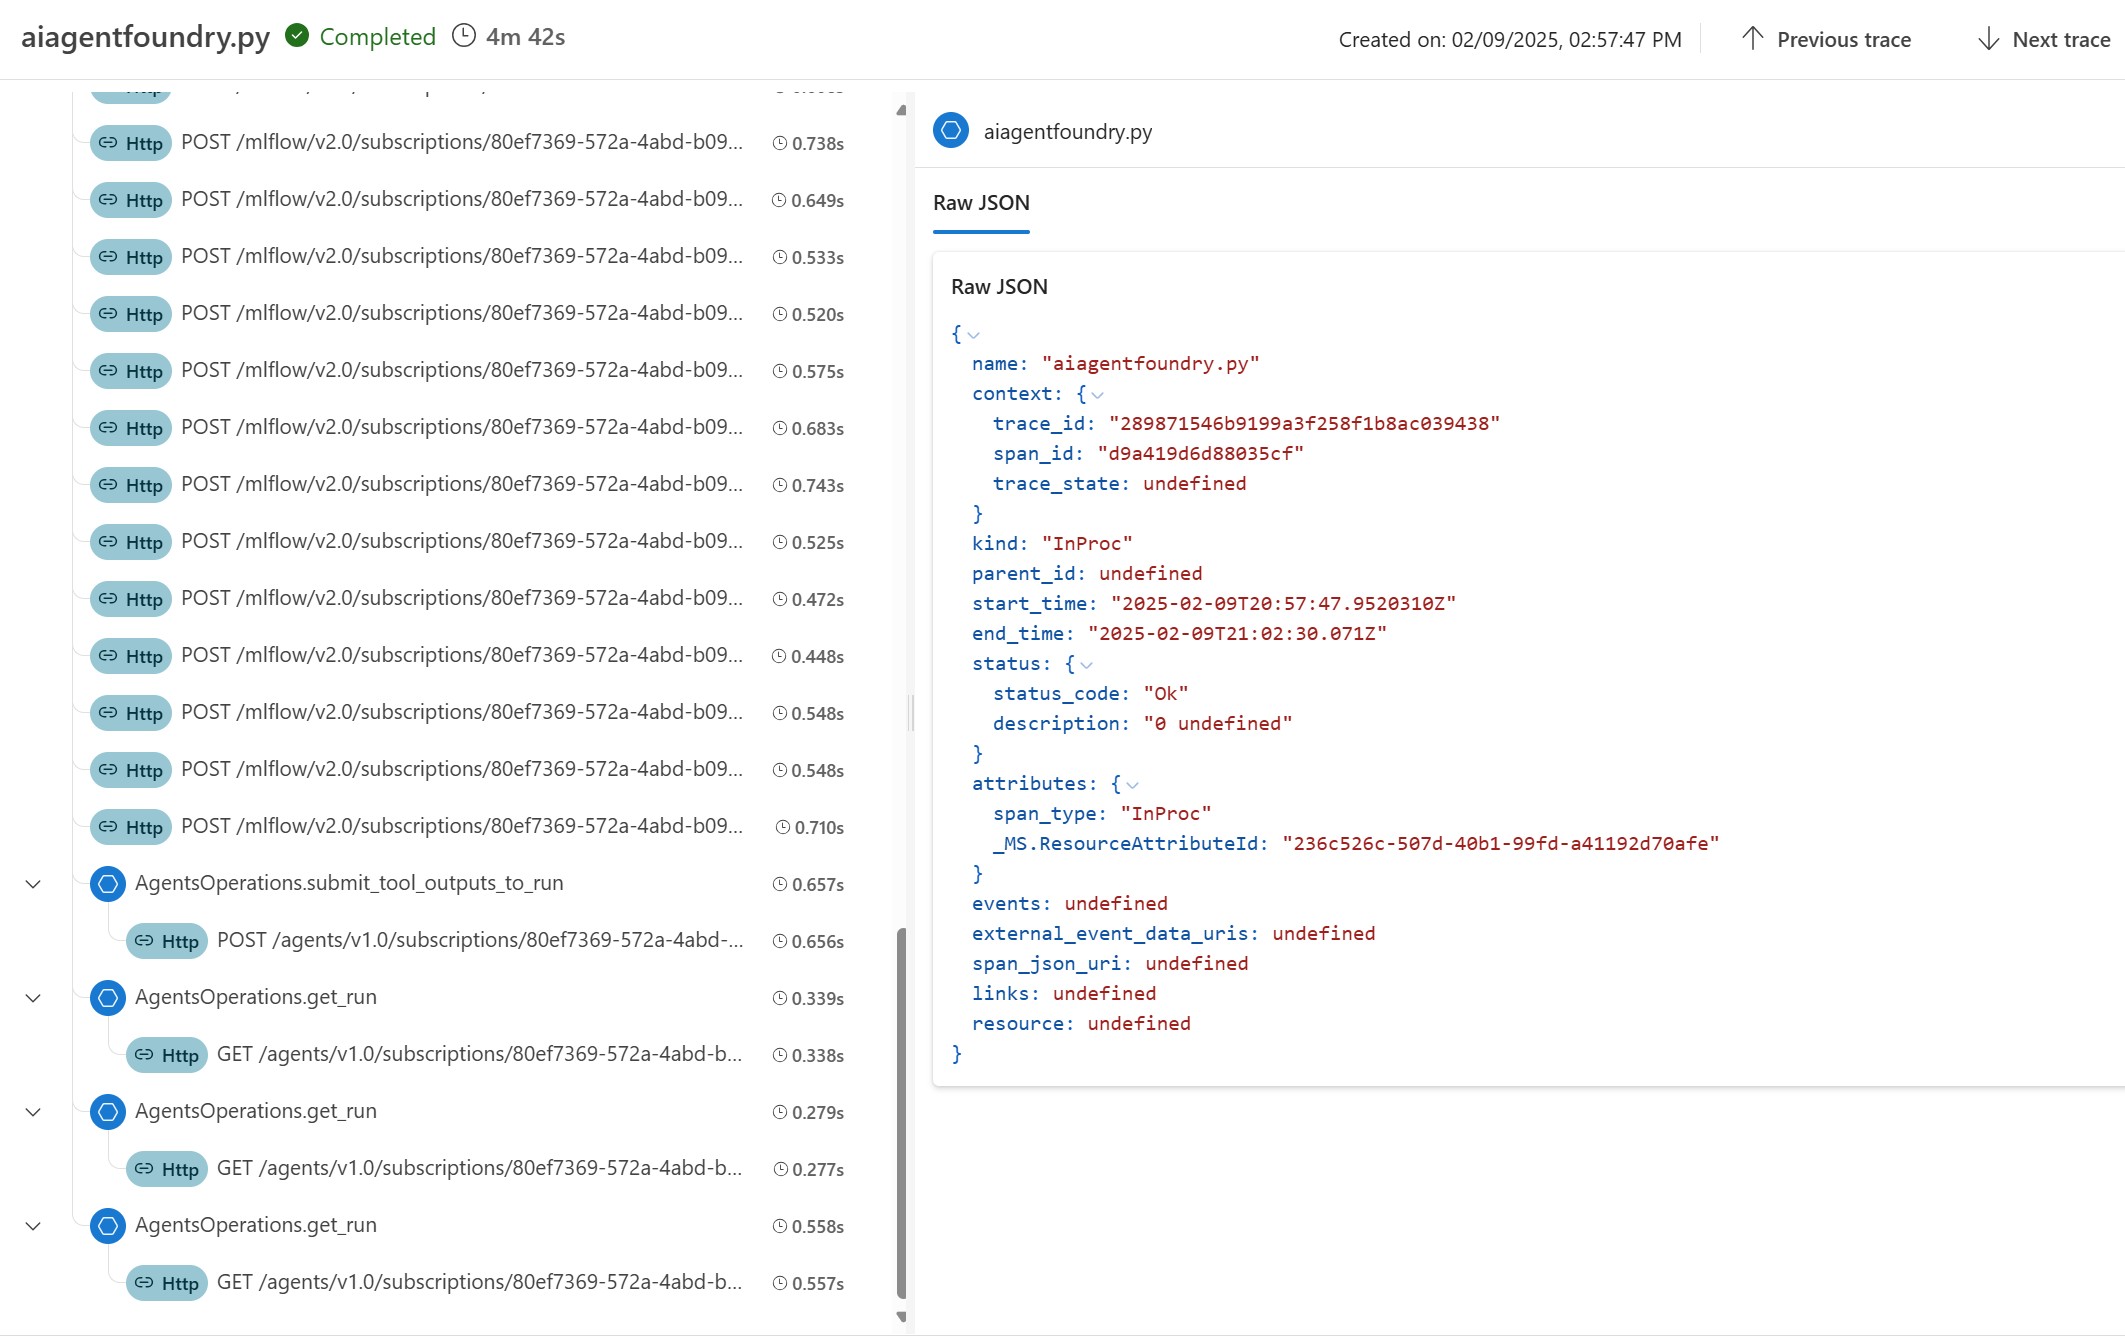 aiagentfoundry.py Completed 4m 42s Created on: 02/09/2025, 02:57:47 PM Previous trace Next trace
Http POST /mlflow/v2.0/subscriptions/80ef7369-572a-4abd-b09... 0.738s
Http POST /mlflow/v2.0/subscriptions/80ef7369-572a-4abd-b09... 0.649s
Http POST /mlflow/v2.0/subscriptions/80ef7369-572a-4abd-b09... 0.533s
Http POST /mlflow/v2.0/subscriptions/80ef7369-572a-4abd-b09... 0.520s
Http POST /mlflow/v2.0/subscriptions/80ef7369-572a-4abd-b09... 0.575s
Http POST /mlflow/v2.0/subscriptions/80ef7369-572a-4abd-b09... 0.683s
Http POST /mlflow/v2.0/subscriptions/80ef7369-572a-4abd-b09... 0.743s
Http POST /mlflow/v2.0/subscriptions/80ef7369-572a-4abd-b09... 0.525s
Http POST /mlflow/v2.0/subscriptions/80ef7369-572a-4abd-b09... 0.472s
Http POST /mlflow/v2.0/subscriptions/80ef7369-572a-4abd-b09... 0.448s
Http POST /mlflow/v2.0/subscriptions/80ef7369-572a-4abd-b09... 0.548s
Http POST /mlflow/v2.0/subscriptions/80ef7369-572a-4abd-b09... 0.548s
Http POST /mlflow/v2.0/subscriptions/80ef7369-572a-4abd-b09... 0.710s
AgentsOperations.submit_tool_outputs_to_run 0.657s
Http POST /agents/v1.0/subscriptions/80ef7369-572a-4abd-... 0.656s
AgentsOperations.get_run 0.339s
Http GET /agents/v1.0/subscriptions/80ef7369-572a-4abd-b... 0.338s
AgentsOperations.get_run 0.279s
Http GET /agents/v1.0/subscriptions/80ef7369-572a-4abd-b... 0.277s
AgentsOperations.get_run 0.558s
Http GET /agents/v1.0/subscriptions/80ef7369-572a-4abd-b... 0.557s
aiagentfoundry.py
Raw JSON
Raw JSON
{
name: "aiagentfoundry.py"
context: {
trace_id: "289871546b9199a3f258f1b8ac039438"
span_id: "d9a419d6d88035cf"
trace_state: undefined
}
kind: "InProc"
parent_id: undefined
start_time: "2025-02-09T20:57:47.9520310Z"
end_time: "2025-02-09T21:02:30.071Z"
status: {
status_code: "Ok"
description: "0 undefined"
}
attributes: {
span_type: "InProc"
_MS.ResourceAttributeId: "236c526c-507d-40b1-99fd-a41192d70afe"
}
events: undefined
external_event_data_uris: undefined
span_json_uri: undefined
links: undefined
resource: undefined
}